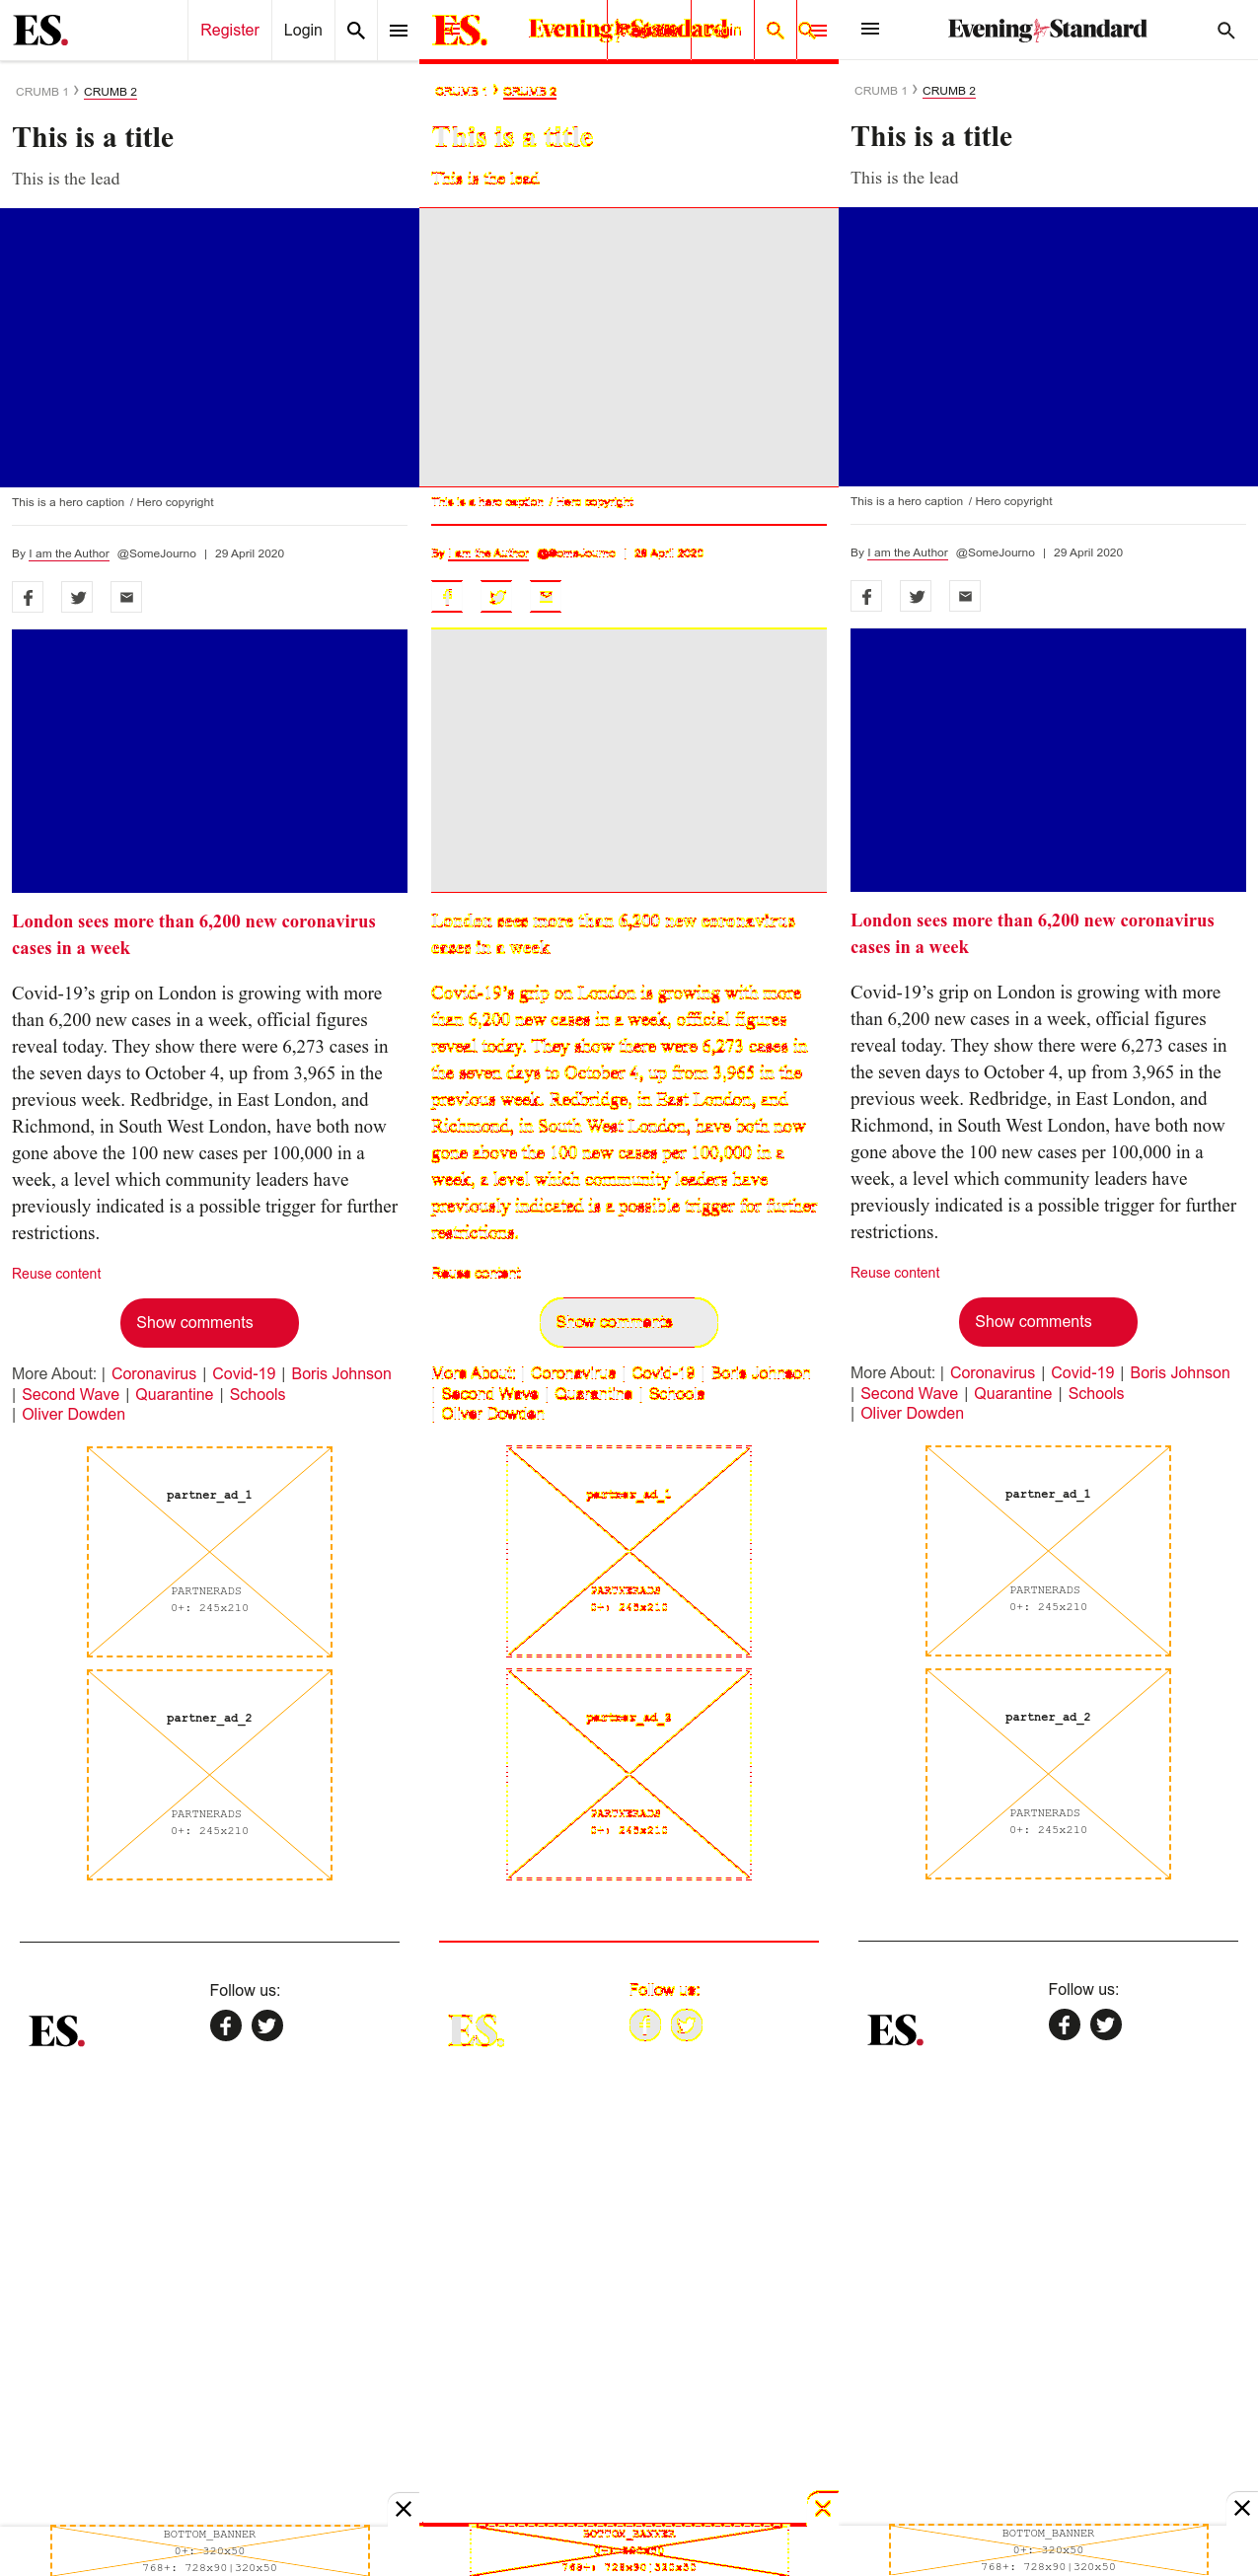 ES.
Register
Login
CRUMB 1 › CRUMB 2
This is a title
This is the lead
This is a hero caption / Hero copyright
By I am the Author @SomeJourno | 29 April 2020
London sees more than 6,200 new coronavirus
cases in a week
Covid-19’s grip on London is growing with more
than 6,200 new cases in a week, official figures
reveal today. They show there were 6,273 cases in
the seven days to October 4, up from 3,965 in the
previous week. Redbridge, in East London, and
Richmond, in South West London, have both now
gone above the 100 new cases per 100,000 in a
week, a level which community leaders have
previously indicated is a possible trigger for further
restrictions.
Reuse content
Show comments
More About: | Coronavirus | Covid-19 | Boris Johnson
| Second Wave | Quarantine | Schools
| Oliver Dowden
partner_ad_1
PARTNERADS
0+: 245x210
partner_ad_2
PARTNERADS
0+: 245x210
Follow us:
ES.
BOTTOM_BANNER
0+: 320x50
768+: 728x90|320x50
ES.
Evening Standard
CRUMB 1 › CRUMB 2
This is a title
This is the lead
This is a hero caption / Hero copyright
By I am the Author @SomeJourno | 29 April 2020
London sees more than 6,200 new coronavirus
cases in a week
Covid-19’s grip on London is growing with more
than 6,200 new cases in a week, official figures
reveal today. They show there were 6,273 cases in
the seven days to October 4, up from 3,965 in the
previous week. Redbridge, in East London, and
Richmond, in South West London, have both now
gone above the 100 new cases per 100,000 in a
week, a level which community leaders have
previously indicated is a possible trigger for further
restrictions.
Reuse content
Show comments
More About: | Coronavirus | Covid-19 | Boris Johnson
| Second Wave | Quarantine | Schools
| Oliver Dowden
partner_ad_1
PARTNERADS
0+: 245x210
partner_ad_2
PARTNERADS
0+: 245x210
Follow us:
ES.
BOTTOM_BANNER
0+: 320x50
768+: 728x90|320x50
Evening Standard
CRUMB 1 › CRUMB 2
This is a title
This is the lead
This is a hero caption / Hero copyright
By I am the Author @SomeJourno | 29 April 2020
London sees more than 6,200 new coronavirus
cases in a week
Covid-19’s grip on London is growing with more
than 6,200 new cases in a week, official figures
reveal today. They show there were 6,273 cases in
the seven days to October 4, up from 3,965 in the
previous week. Redbridge, in East London, and
Richmond, in South West London, have both now
gone above the 100 new cases per 100,000 in a
week, a level which community leaders have
previously indicated is a possible trigger for further
restrictions.
Reuse content
Show comments
More About: | Coronavirus | Covid-19 | Boris Johnson
| Second Wave | Quarantine | Schools
| Oliver Dowden
partner_ad_1
PARTNERADS
0+: 245x210
partner_ad_2
PARTNERADS
0+: 245x210
Follow us:
ES.
BOTTOM_BANNER
0+: 320x50
768+: 728x90|320x50